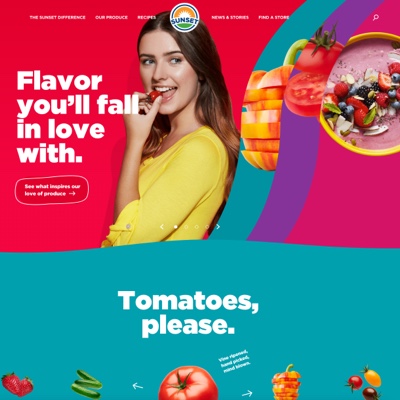 THE SUNSET DIFFERENCE
OUR PRODUCE
RECIPES
SUNSET
NEWS & STORIES
FIND A STORE
Flavor
you'll fall
in love
with.
See what inspires our
love of produce
Tomatoes,
please.
Vine ripened,
hand picked,
mind blown.